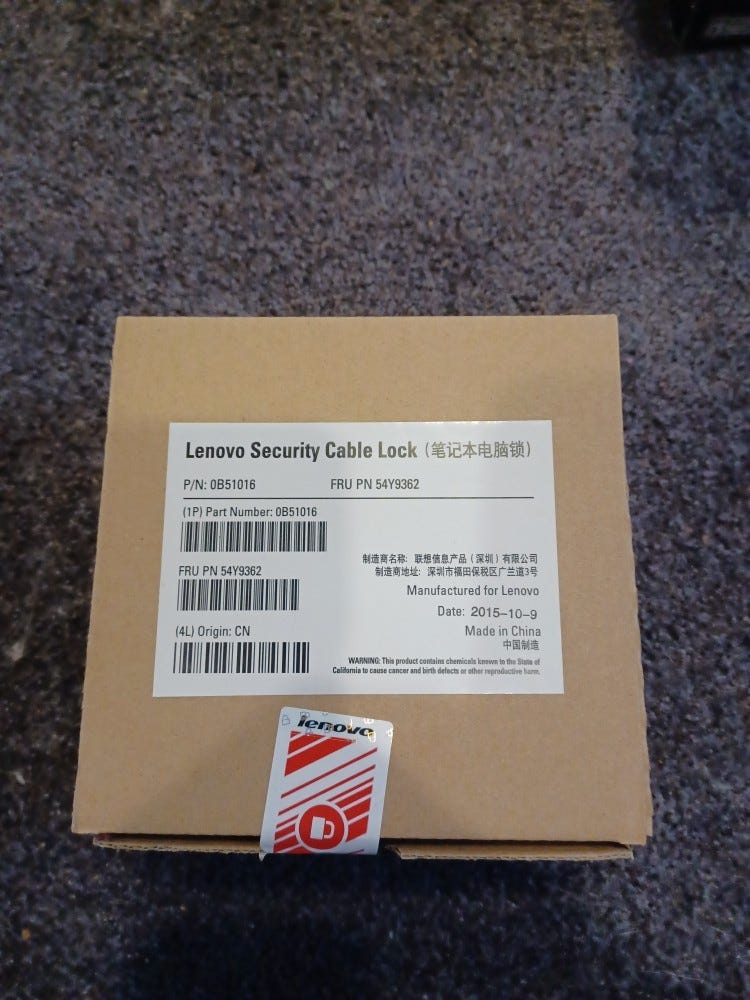 Lenovo Security Cable Lock (笔记本电脑锁)
P/N: 0B51016 FRU PN 54Y9362
(1P) Part Number: 0B51016
FRU PN 54Y9362
(4L) Origin: CN
制造商名称: 联想信息产品(深圳)有限公司
制造商地址: 深圳市福田保税区广兰道3号
Manufactured for Lenovo
Date: 2015-10-9
Made in China
中国制造
WARNING: This product contains chemicals known to the State of
California to cause cancer and birth defects or other reproductive harm.
lenovo